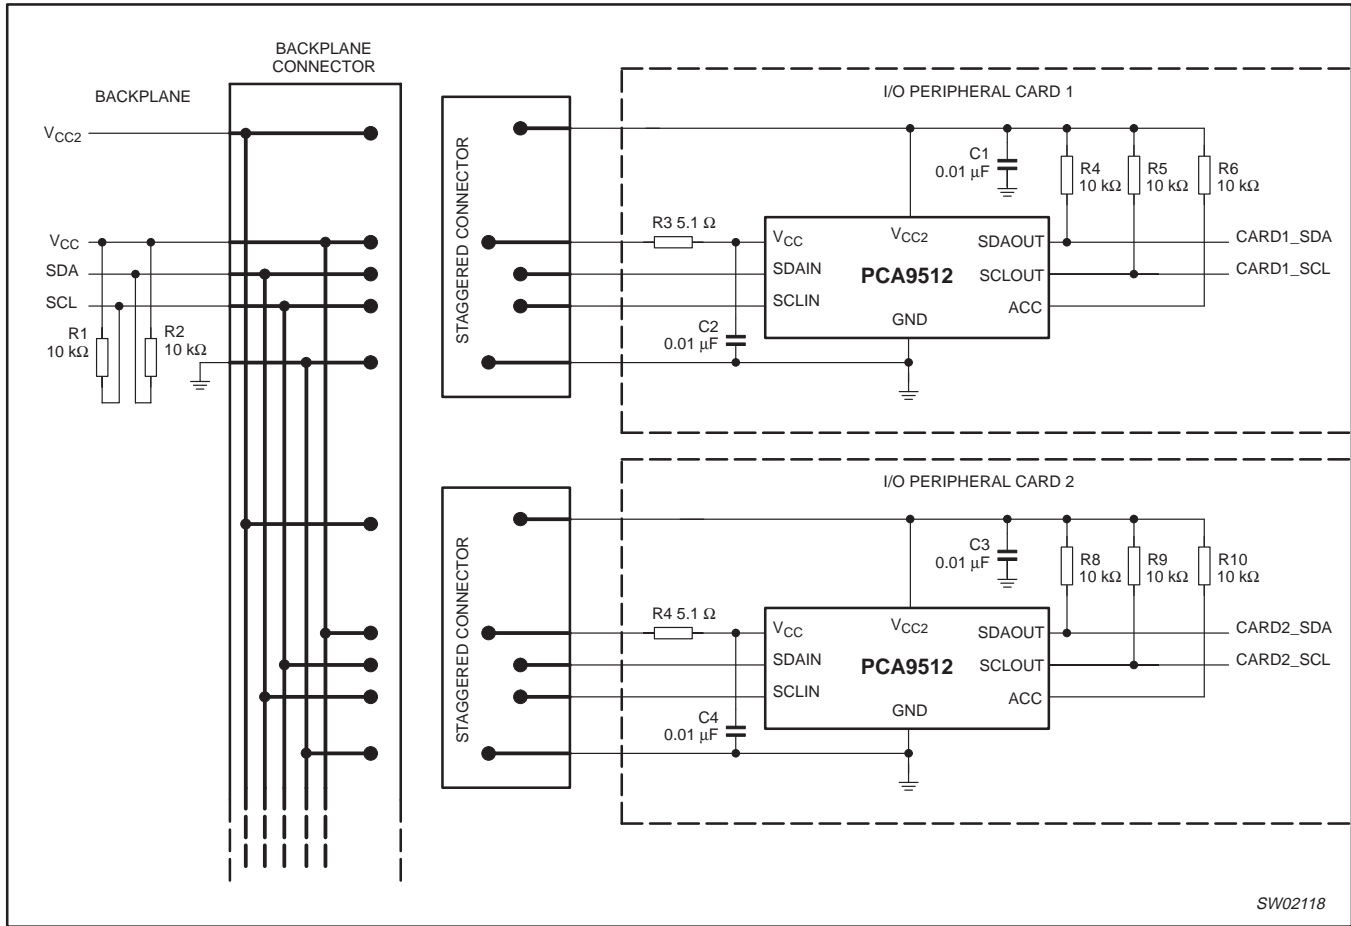 BACKPLANE
CONNECTOR
BACKPLANE
VCC2
VCC
SDA
SCL
R1
10 kΩ
R2
10 kΩ
STAGGERED CONNECTOR
I/O PERIPHERAL CARD 1
C1
0.01 μF
R4
10 kΩ
R5
10 kΩ
R6
10 kΩ
R3 5.1 Ω
VCC
VCC2
SDAOUT
CARD1_SDA
SDAIN
PCA9512
SCLOUT
CARD1_SCL
SCLIN
ACC
GND
C2
0.01 μF
STAGGERED CONNECTOR
I/O PERIPHERAL CARD 2
C3
0.01 μF
R8
10 kΩ
R9
10 kΩ
R10
10 kΩ
R4 5.1 Ω
VCC
VCC2
SDAOUT
CARD2_SDA
SDAIN
PCA9512
SCLOUT
CARD2_SCL
SCLIN
ACC
GND
C4
0.01 μF
SW02118